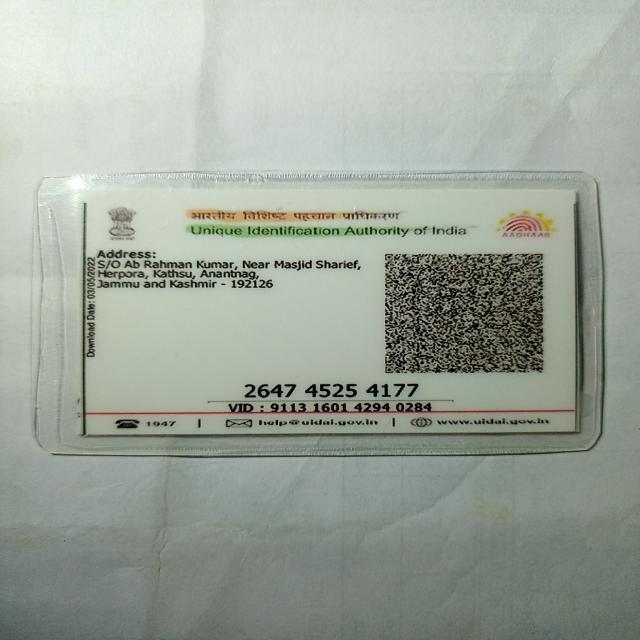 भारतीय विशिष्ट पहचान प्राधिकरण
Unique Identification Authority of India
AADHAAR
Download Date: 03/05/2022
Address:
S/O Ab Rahman Kumar, Near Masjid Sharief,
Herpora, Kathsu, Anantnag,
Jammu and Kashmir - 192126
2647 4525 4177
VID : 9113 1601 4294 0284
1947 | help@uidai.gov.in | www.uidai.gov.in